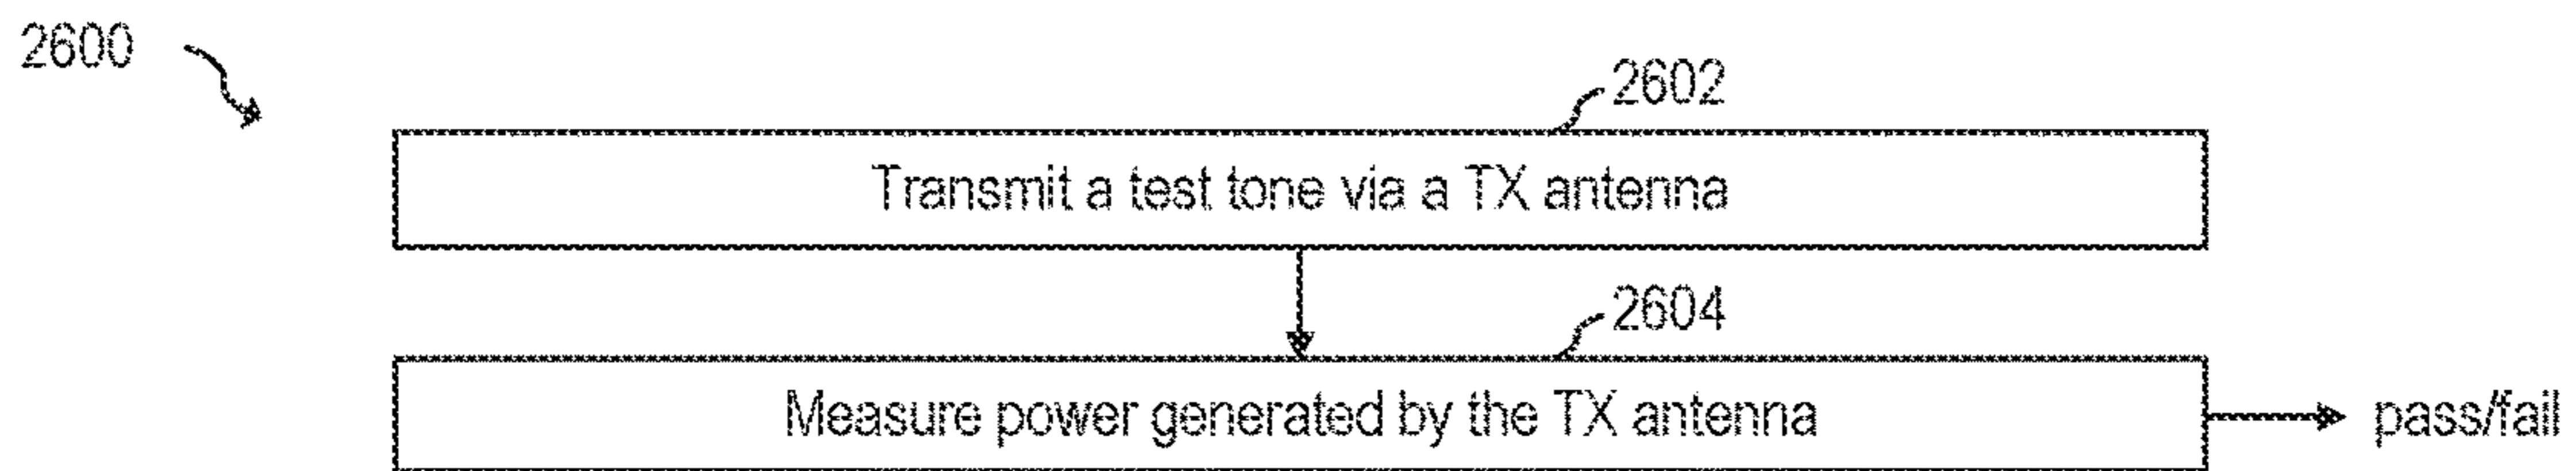 2600
2602
Transmit a test tone via a TX antenna
2604
Measure power generated by the TX antenna
pass/fail